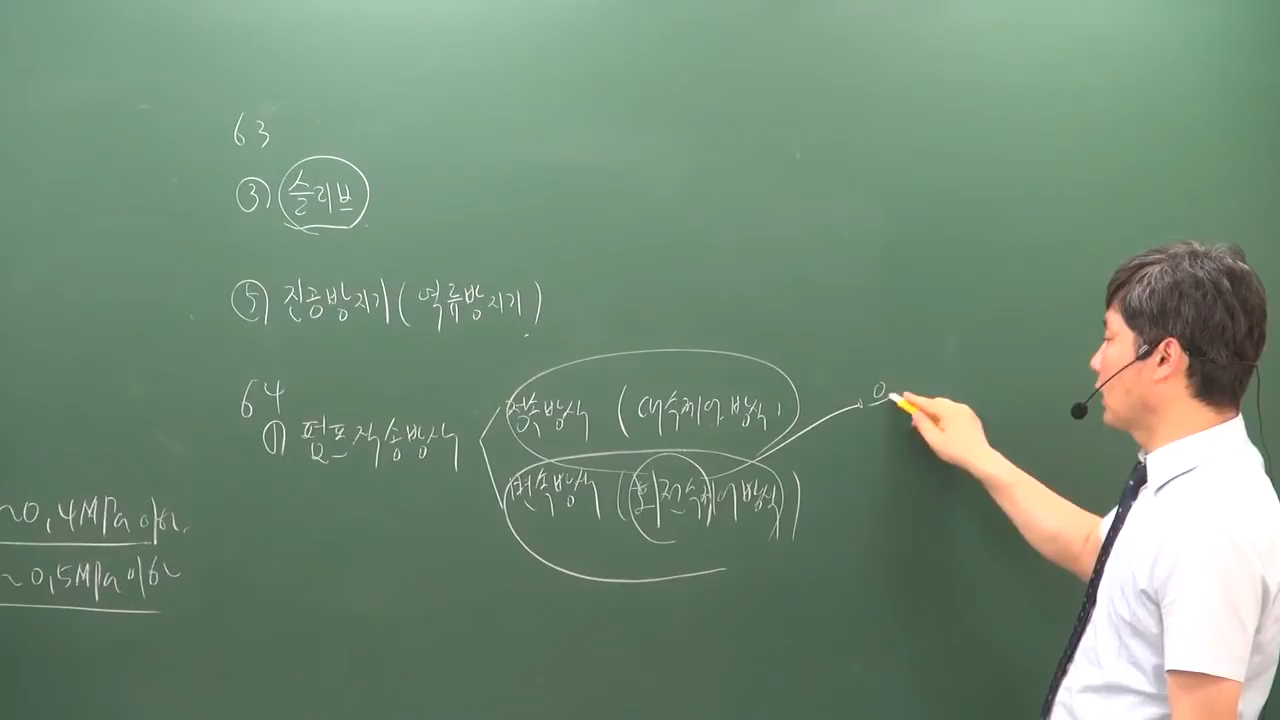 63
③ 슬리브
⑤ 진공방지기 (역류방지기)
64
① 펌프직송방식
정속방식 (대수제어방식)
변속방식 (회전속제어방식)
~0,4MPa 이하.
~0,5MPa 이하